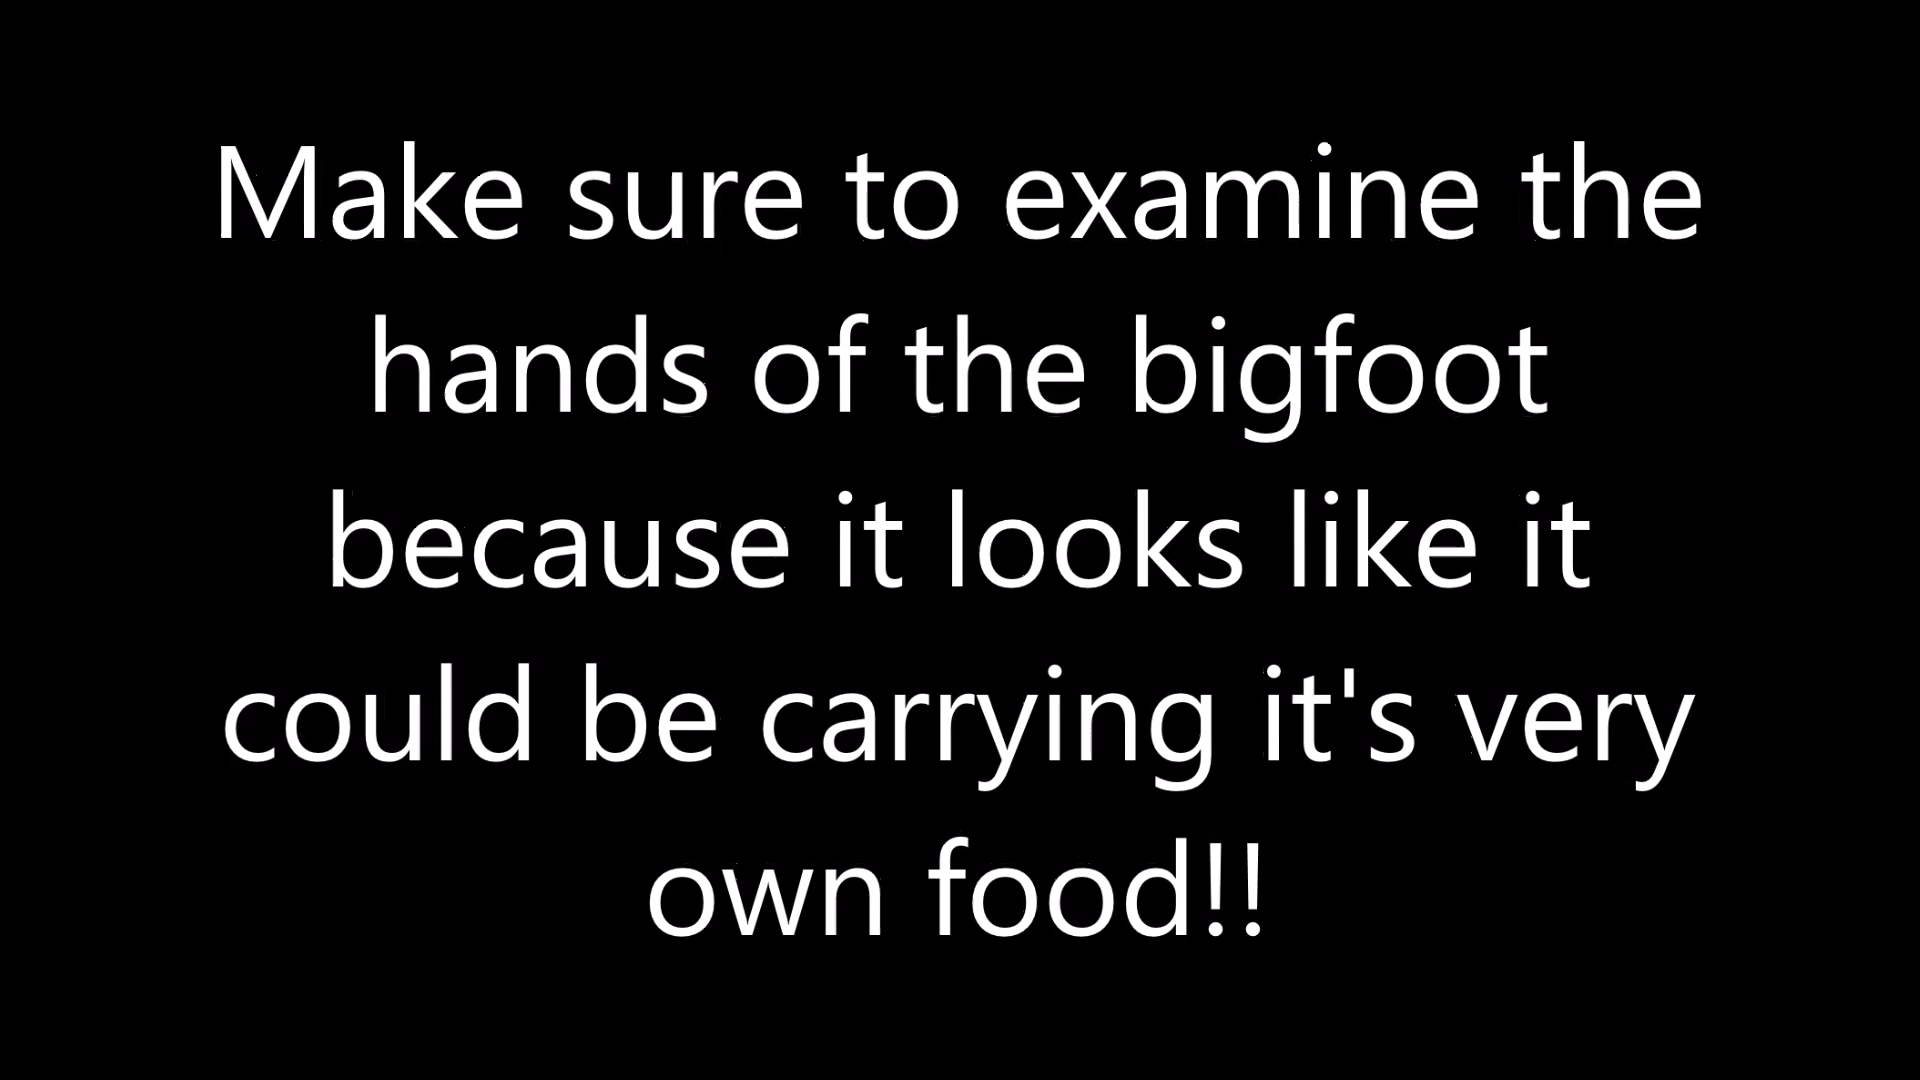 Make sure to examine the
hands of the bigfoot
because it looks like it
could be carrying it's very
own food!!